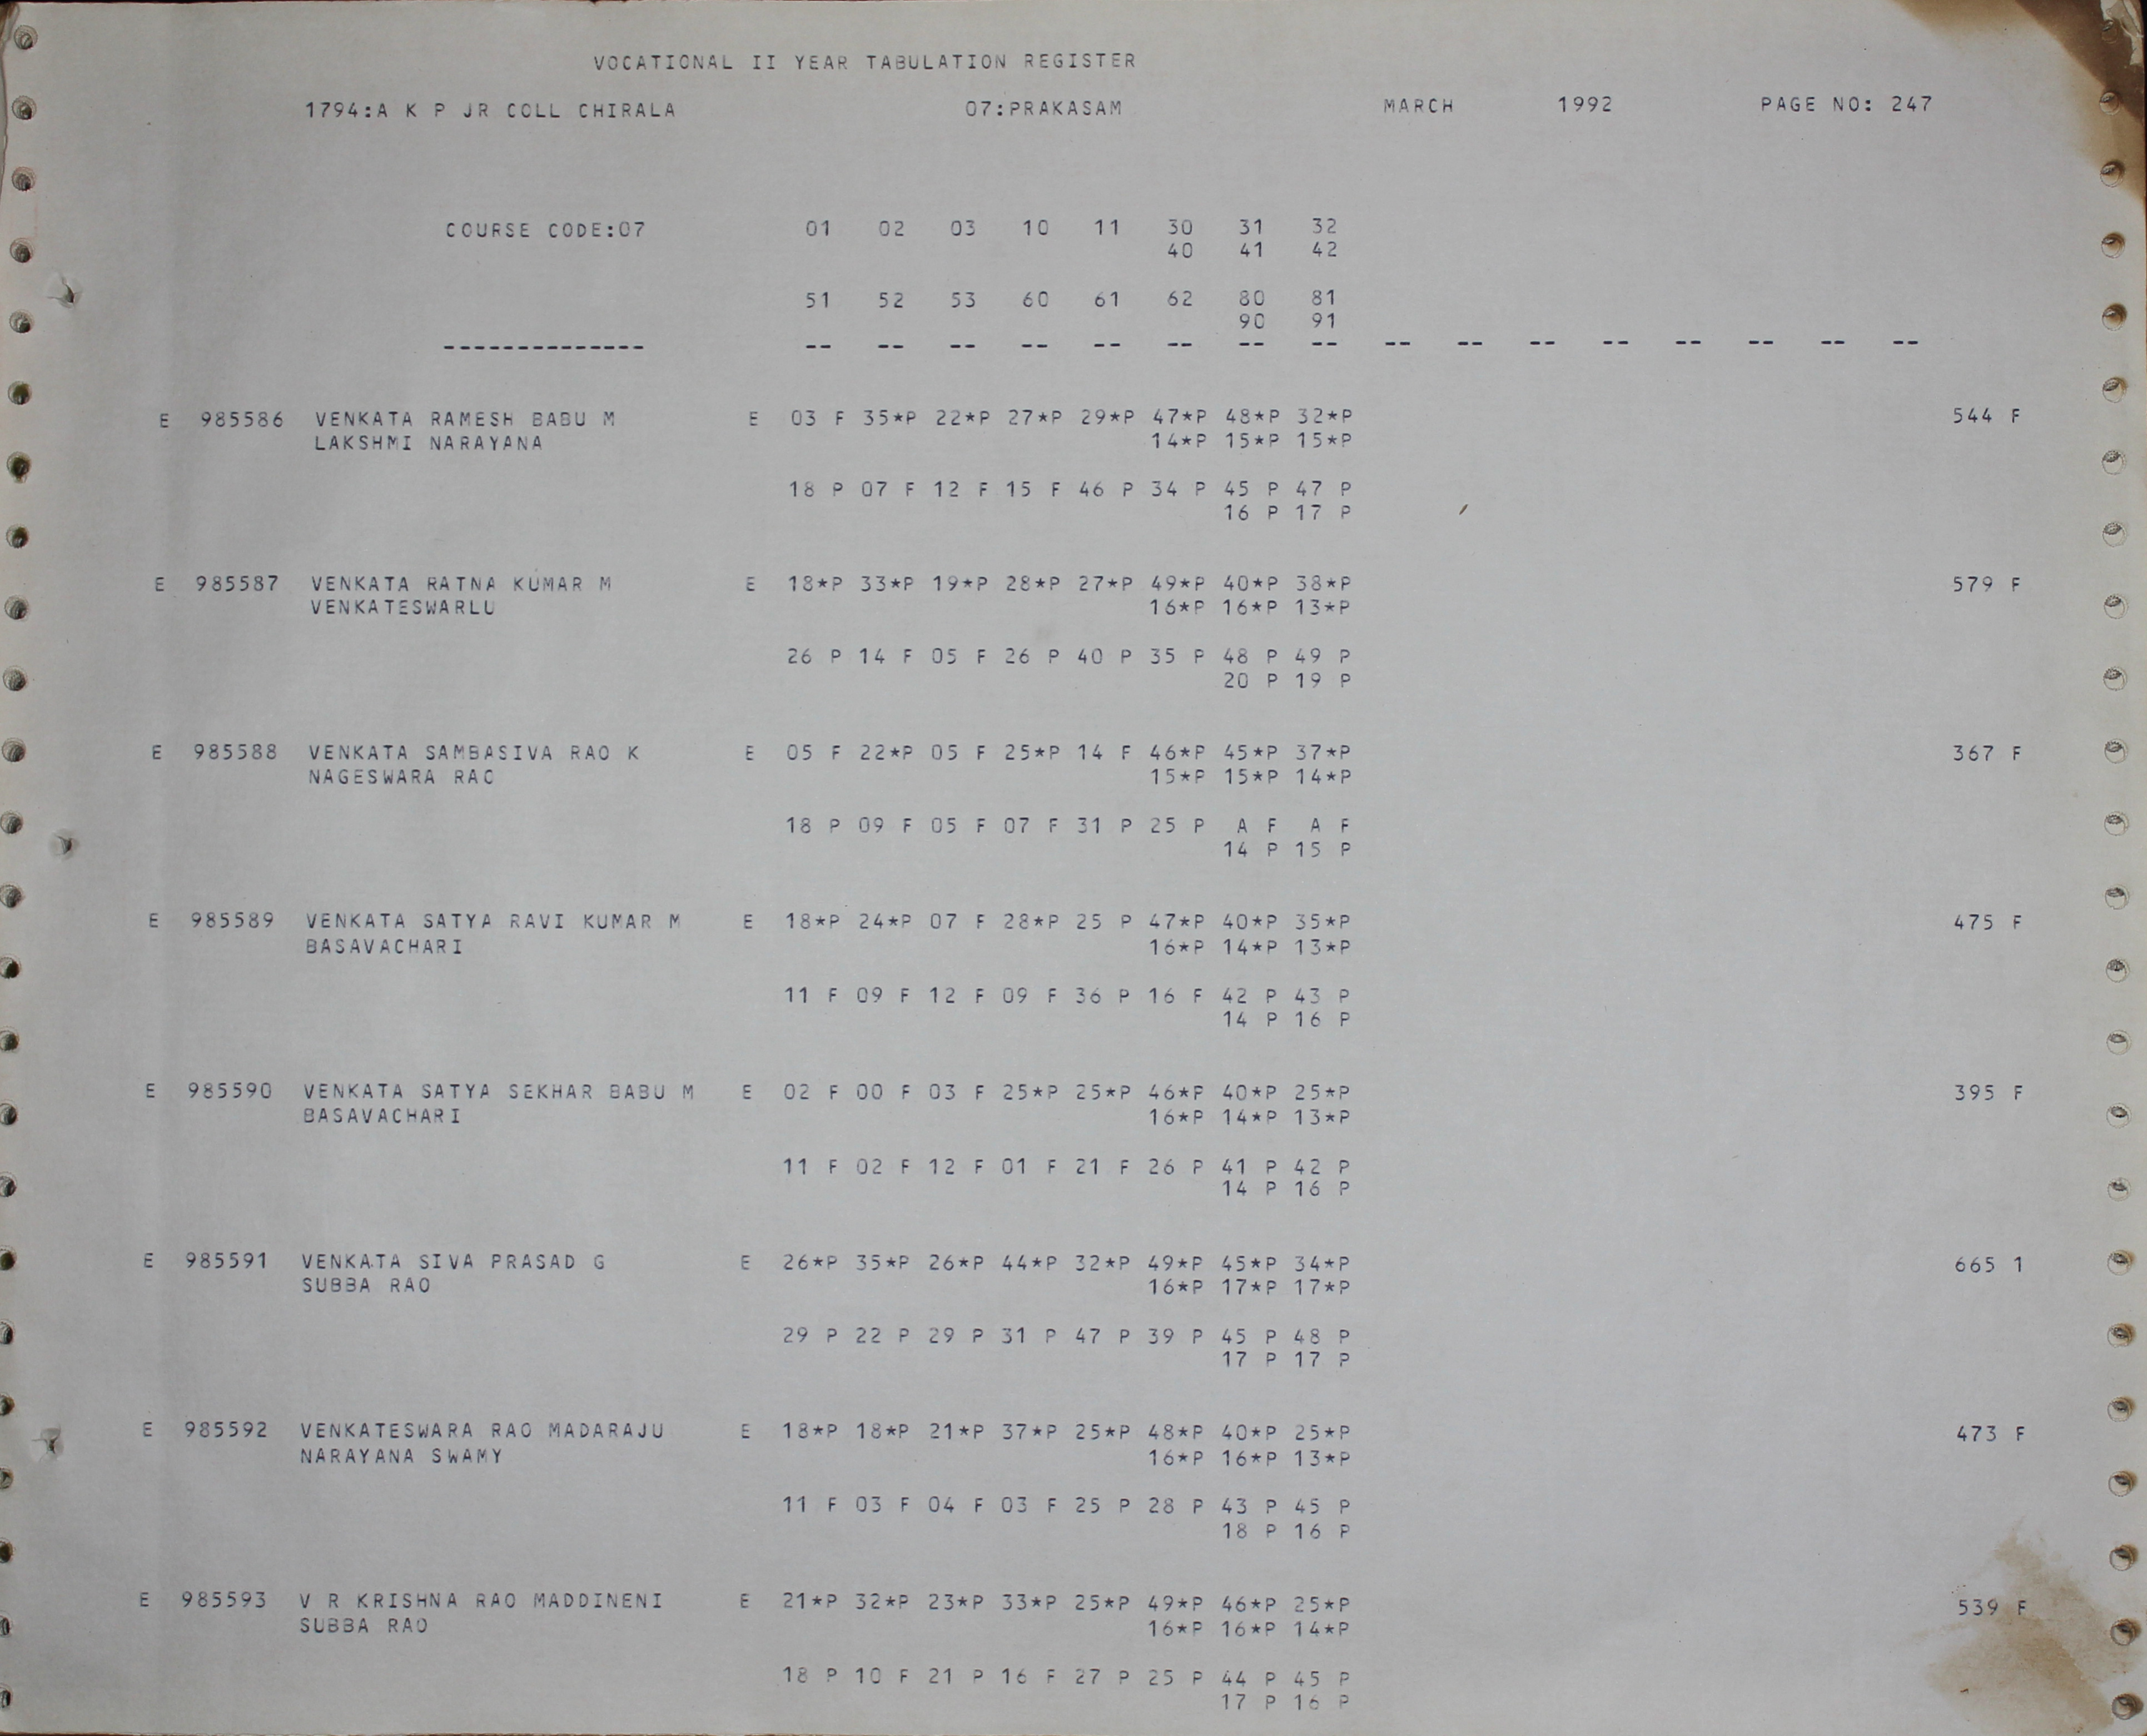 VOCATIONAL II YEAR TABULATION REGISTER
1794:A K P JR COLL CHIRALA 07:PRAKASAM MARCH 1992 PAGE NO: 247
COURSE CODE:07 01 02 03 10 11 30 31 32
40 41 42
51 52 53 60 61 62 80 81
90 91
-------------- -- -- -- -- -- -- -- -- -- -- -- -- -- -- -- --
E 985586 VENKATA RAMESH BABU M E 03 F 35*P 22*P 27*P 29*P 47*P 48*P 32*P 544 F
LAKSHMI NARAYANA 14*P 15*P 15*P
18 P 07 F 12 F 15 F 46 P 34 P 45 P 47 P
16 P 17 P
E 985587 VENKATA RATNA KUMAR M E 18*P 33*P 19*P 28*P 27*P 49*P 40*P 38*P 579 F
VENKATESWARLU 16*P 16*P 13*P
26 P 14 F 05 F 26 P 40 P 35 P 48 P 49 P
20 P 19 P
E 985588 VENKATA SAMBASIVA RAO K E 05 F 22*P 05 F 25*P 14 F 46*P 45*P 37*P 367 F
NAGESWARA RAO 15*P 15*P 14*P
18 P 09 F 05 F 07 F 31 P 25 P A F A F
14 P 15 P
E 985589 VENKATA SATYA RAVI KUMAR M E 18*P 24*P 07 F 28*P 25 P 47*P 40*P 35*P 475 F
BASAVACHARI 16*P 14*P 13*P
11 F 09 F 12 F 09 F 36 P 16 F 42 P 43 P
14 P 16 P
E 985590 VENKATA SATYA SEKHAR BABU M E 02 F 00 F 03 F 25*P 25*P 46*P 40*P 25*P 395 F
BASAVACHARI 16*P 14*P 13*P
11 F 02 F 12 F 01 F 21 F 26 P 41 P 42 P
14 P 16 P
E 985591 VENKATA SIVA PRASAD G E 26*P 35*P 26*P 44*P 32*P 49*P 45*P 34*P 665 1
SUBBA RAO 16*P 17*P 17*P
29 P 22 P 29 P 31 P 47 P 39 P 45 P 48 P
17 P 17 P
E 985592 VENKATESWARA RAO MADARAJU E 18*P 18*P 21*P 37*P 25*P 48*P 40*P 25*P 473 F
NARAYANA SWAMY 16*P 16*P 13*P
11 F 03 F 04 F 03 F 25 P 28 P 43 P 45 P
18 P 16 P
E 985593 V R KRISHNA RAO MADDINENI E 21*P 32*P 23*P 33*P 25*P 49*P 46*P 25*P 539 F
SUBBA RAO 16*P 16*P 14*P
18 P 10 F 21 P 16 F 27 P 25 P 44 P 45 P
17 P 16 P